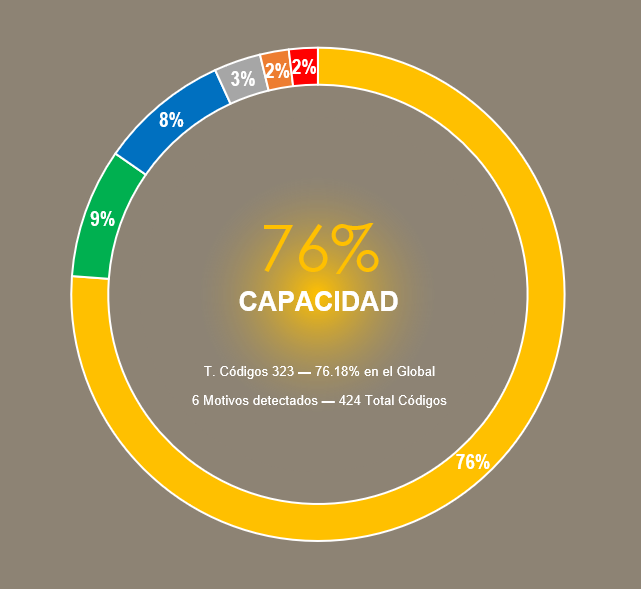 3%
2%
2%
8%
9%
76%
CAPACIDAD
T. Códigos 323 — 76.18% en el Global
6 Motivos detectados — 424 Total Códigos
76%